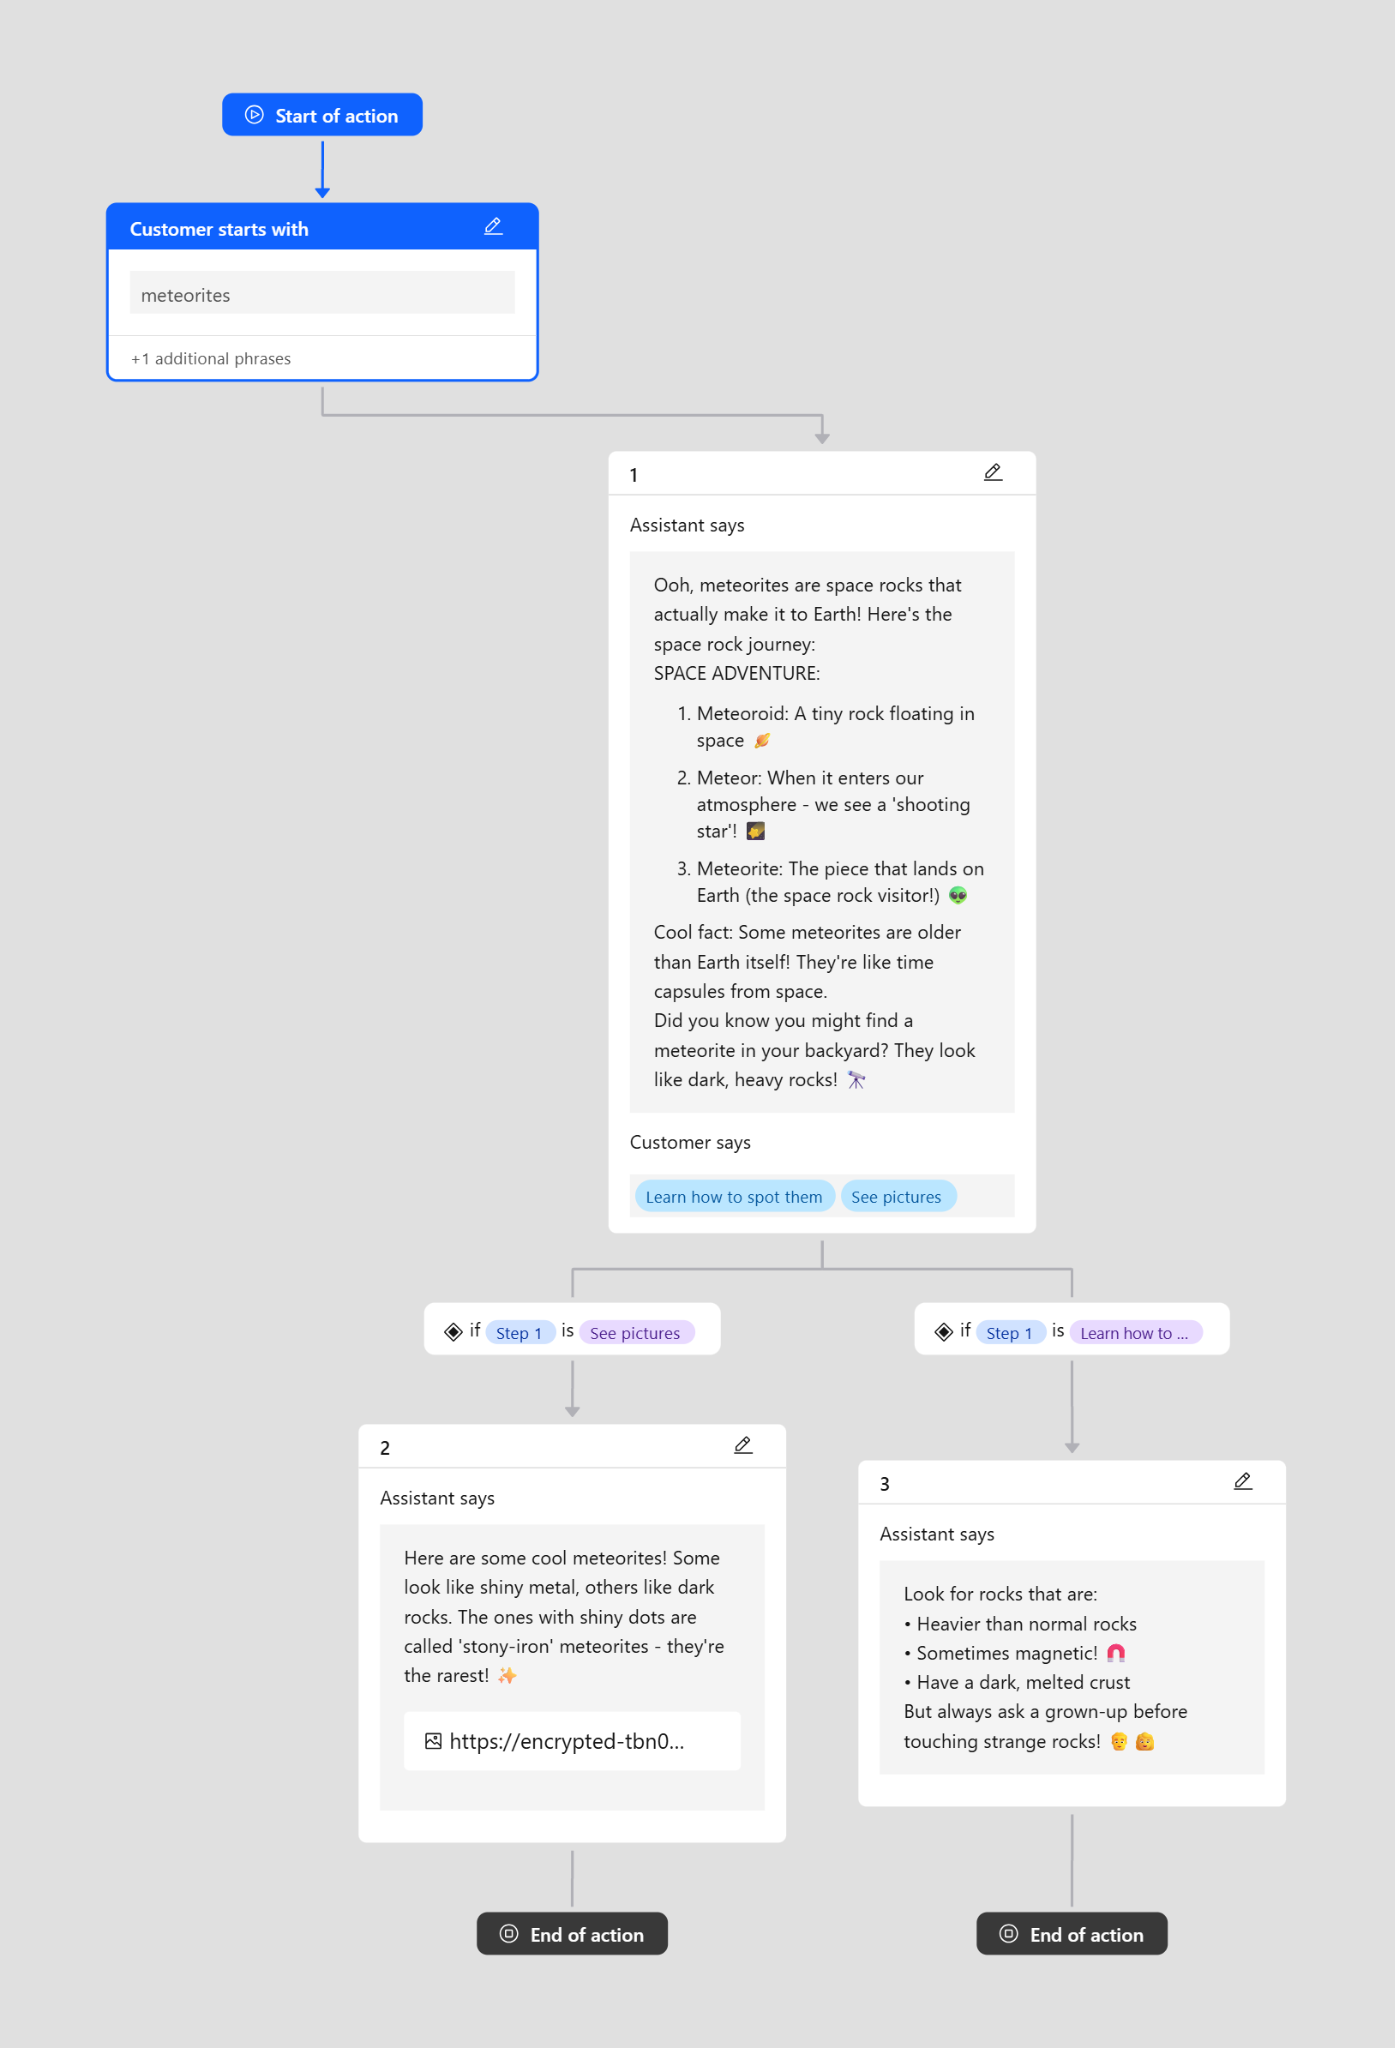 Start of action
Customer starts with
meteorites
+1 additional phrases
1
Assistant says
Ooh, meteorites are space rocks that
actually make it to Earth! Here's the
space rock journey:
SPACE ADVENTURE:
1. Meteoroid: A tiny rock floating in
space 🪐
2. Meteor: When it enters our
atmosphere - we see a 'shooting
star'! 🌠
3. Meteorite: The piece that lands on
Earth (the space rock visitor!) 👽
Cool fact: Some meteorites are older
than Earth itself! They're like time
capsules from space.
Did you know you might find a
meteorite in your backyard? They look
like dark, heavy rocks! 🔭
Customer says
Learn how to spot them See pictures
if Step 1 is See pictures
if Step 1 is Learn how to ...
2
Assistant says
Here are some cool meteorites! Some
look like shiny metal, others like dark
rocks. The ones with shiny dots are
called 'stony-iron' meteorites - they're
the rarest! ✨
https://encrypted-tbn0...
End of action
3
Assistant says
Look for rocks that are:
• Heavier than normal rocks
• Sometimes magnetic! 🧲
• Have a dark, melted crust
But always ask a grown-up before
touching strange rocks! 👨👩
End of action